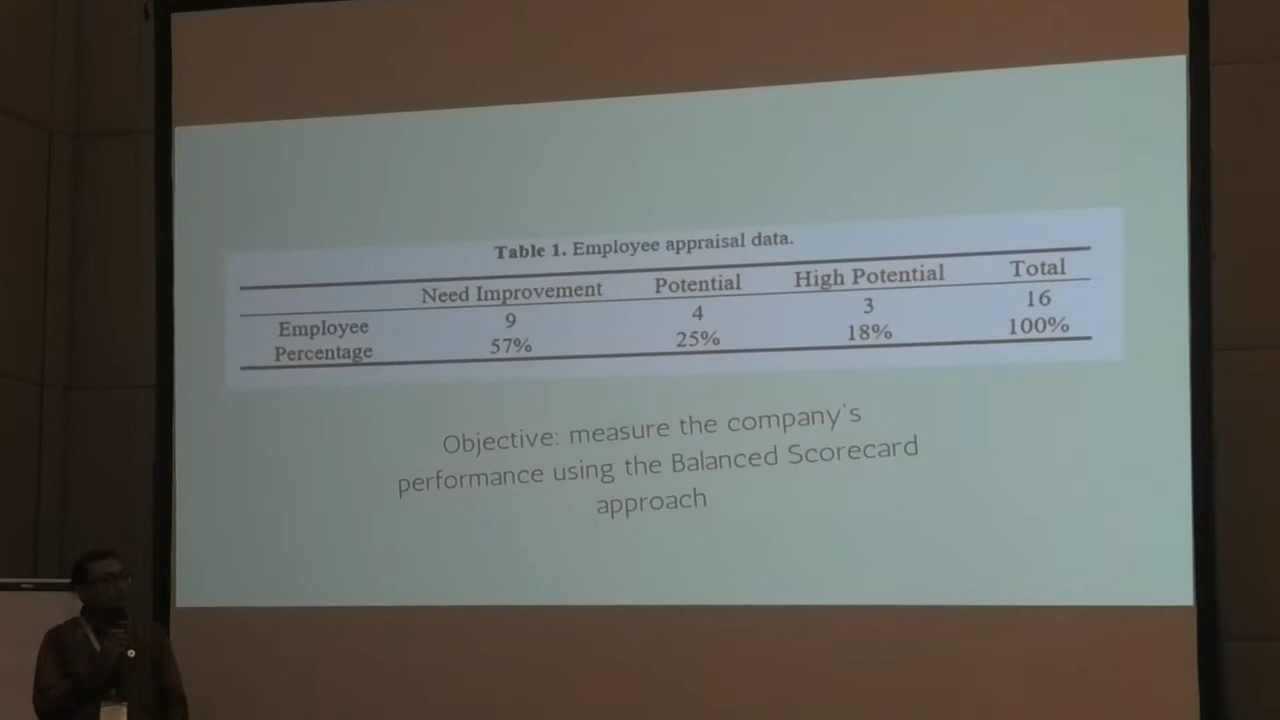 Table 1. Employee appraisal data.
Need Improvement Potential High Potential Total
Employee 9 4 3 16
Percentage 57% 25% 18% 100%
Objective: measure the company's
performance using the Balanced Scorecard
approach